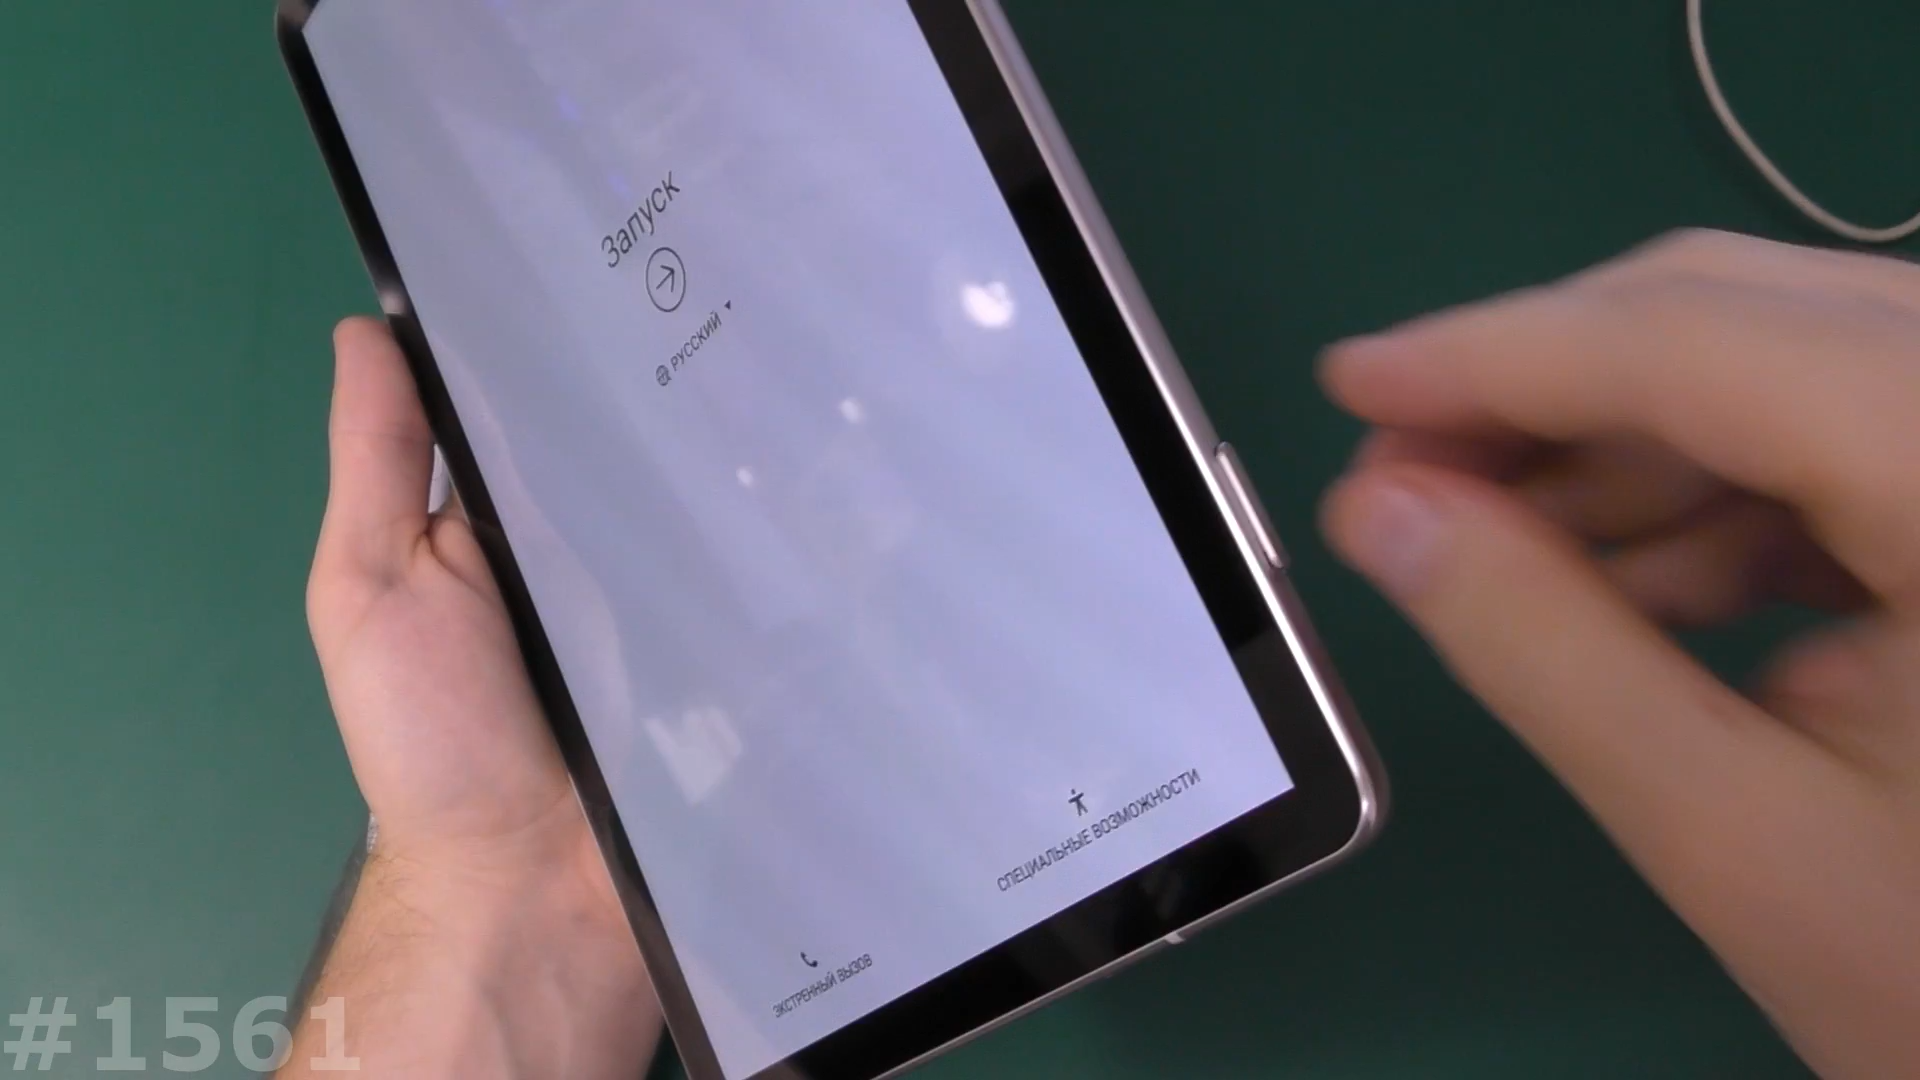 Запуск
РУССКИЙ
СПЕЦИАЛЬНЫЕ ВОЗМОЖНОСТИ
ЭКСТРЕННЫЙ ВЫЗОВ
#1561